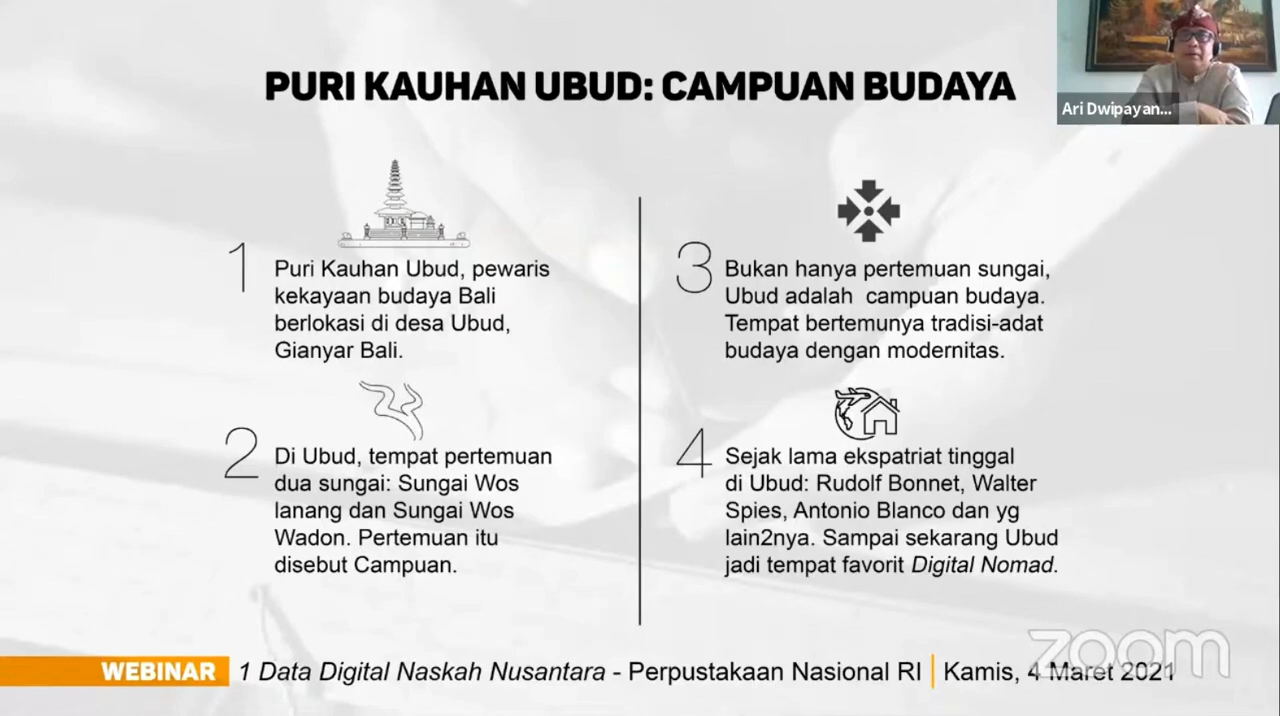 PURI KAUHAN UBUD: CAMPUAN BUDAYA
Ari Dwipayan...
1
Puri Kauhan Ubud, pewaris
kekayaan budaya Bali
berlokasi di desa Ubud,
Gianyar Bali.
2
Di Ubud, tempat pertemuan
dua sungai: Sungai Wos
lanang dan Sungai Wos
Wadon. Pertemuan itu
disebut Campuan.
3
Bukan hanya pertemuan sungai,
Ubud adalah campuan budaya.
Tempat bertemunya tradisi-adat
budaya dengan modernitas.
4
Sejak lama ekspatriat tinggal
di Ubud: Rudolf Bonnet, Walter
Spies, Antonio Blanco dan yg
lain2nya. Sampai sekarang Ubud
jadi tempat favorit Digital Nomad.
WEBINAR 1 Data Digital Naskah Nusantara - Perpustakaan Nasional RI | Kamis, 4 Maret 2021
zoom